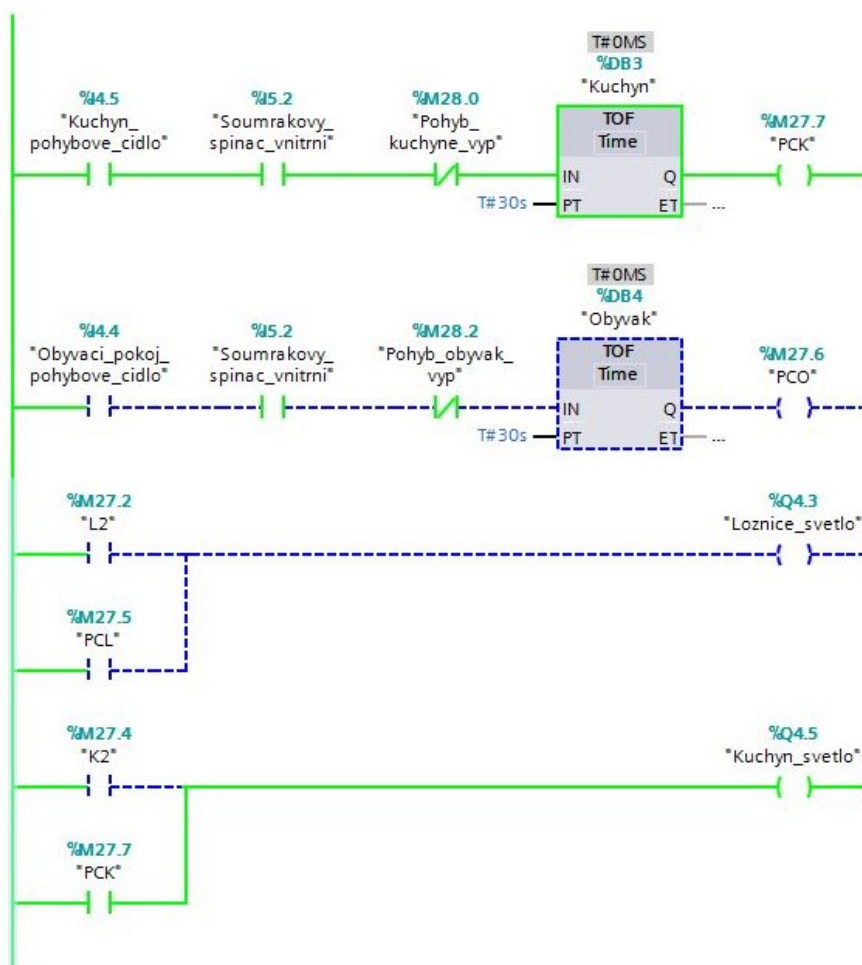 T#0MS
%DB3
"Kuchyn"
%I4.5
"Kuchyn_
pohybove_cidlo"
%I5.2
"Soumrakovy_
spinac_vnitrni"
%M28.0
"Pohyb_
kuchyne_vyp"
TOF
Time
%M27.7
"PCK"
IN
Q
T#30s
PT
ET
...
T#0MS
%DB4
"Obyvak"
%I4.4
"Obyvaci_pokoj_
pohybove_cidlo"
%I5.2
"Soumrakovy_
spinac_vnitrni"
%M28.2
"Pohyb_obyvak_
vyp"
TOF
Time
%M27.6
"PCO"
IN
Q
T#30s
PT
ET
...
%M27.2
"L2"
%Q4.3
"Loznice_svetlo"
%M27.5
"PCL"
%M27.4
"K2"
%Q4.5
"Kuchyn_svetlo"
%M27.7
"PCK"